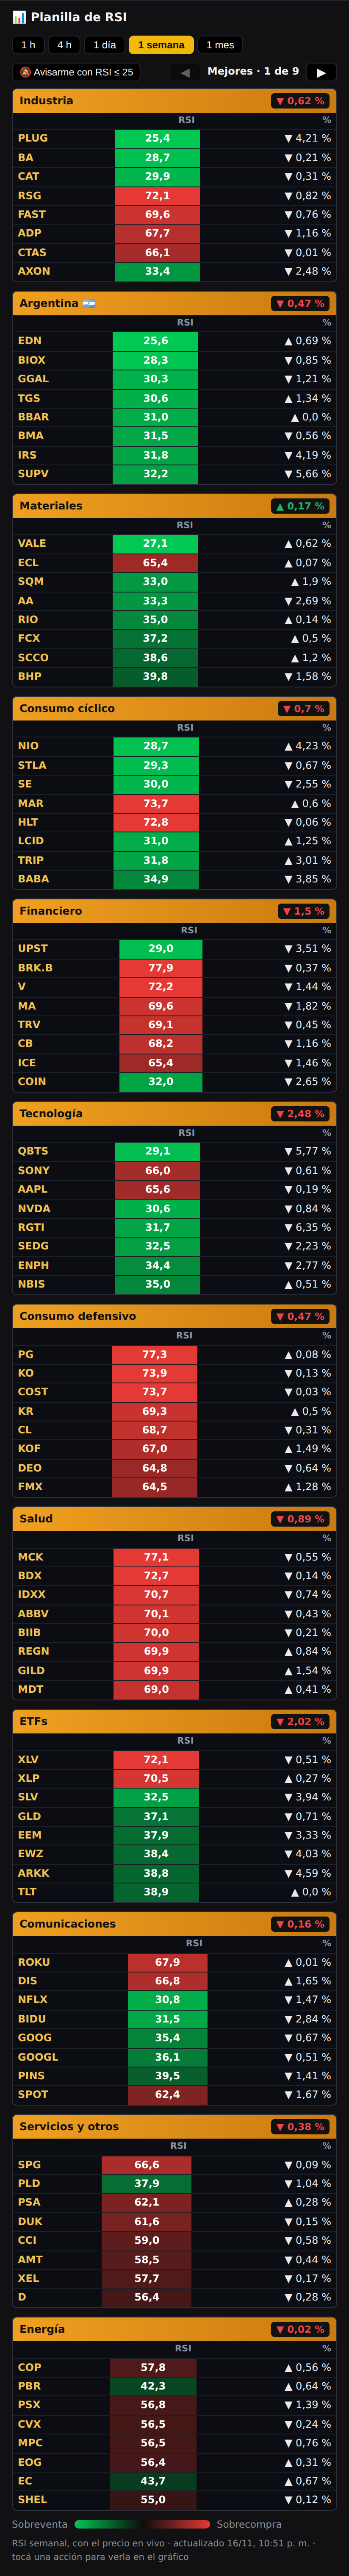 📊 Planilla de RSI
1 h 4 h 1 día 1 semana 1 mes
🔕 Avisarme con RSI ≤ 25 ◀ Mejores · 1 de 9 ▶
Industria ▼ 0,62 %
RSI %
PLUG 25,4 ▼ 4,21 %
BA 28,7 ▼ 0,21 %
CAT 29,9 ▼ 0,31 %
RSG 72,1 ▼ 0,82 %
FAST 69,6 ▼ 0,76 %
ADP 67,7 ▼ 1,16 %
CTAS 66,1 ▼ 0,01 %
AXON 33,4 ▼ 2,48 %
Argentina 🇦🇷 ▼ 0,47 %
RSI %
EDN 25,6 ▲ 0,69 %
BIOX 28,3 ▼ 0,85 %
GGAL 30,3 ▼ 1,21 %
TGS 30,6 ▲ 1,34 %
BBAR 31,0 ▲ 0,0 %
BMA 31,5 ▼ 0,56 %
IRS 31,8 ▼ 4,19 %
SUPV 32,2 ▼ 5,66 %
Materiales ▲ 0,17 %
RSI %
VALE 27,1 ▲ 0,62 %
ECL 65,4 ▲ 0,07 %
SQM 33,0 ▲ 1,9 %
AA 33,3 ▼ 2,69 %
RIO 35,0 ▲ 0,14 %
FCX 37,2 ▲ 0,5 %
SCCO 38,6 ▲ 1,2 %
BHP 39,8 ▼ 1,58 %
Consumo cíclico ▼ 0,7 %
RSI %
NIO 28,7 ▲ 4,23 %
STLA 29,3 ▼ 0,67 %
SE 30,0 ▼ 2,55 %
MAR 73,7 ▲ 0,6 %
HLT 72,8 ▼ 0,06 %
LCID 31,0 ▲ 1,25 %
TRIP 31,8 ▲ 3,01 %
BABA 34,9 ▼ 3,85 %
Financiero ▼ 1,5 %
RSI %
UPST 29,0 ▼ 3,51 %
BRK.B 77,9 ▼ 0,37 %
V 72,2 ▼ 1,44 %
MA 69,6 ▼ 1,82 %
TRV 69,1 ▼ 0,45 %
CB 68,2 ▼ 1,16 %
ICE 65,4 ▼ 1,46 %
COIN 32,0 ▼ 2,65 %
Tecnología ▼ 2,48 %
RSI %
QBTS 29,1 ▼ 5,77 %
SONY 66,0 ▼ 0,61 %
AAPL 65,6 ▼ 0,19 %
NVDA 30,6 ▼ 0,84 %
RGTI 31,7 ▼ 6,35 %
SEDG 32,5 ▼ 2,23 %
ENPH 34,4 ▼ 2,77 %
NBIS 35,0 ▲ 0,51 %
Consumo defensivo ▼ 0,47 %
RSI %
PG 77,3 ▲ 0,08 %
KO 73,9 ▼ 0,13 %
COST 73,7 ▼ 0,03 %
KR 69,3 ▲ 0,5 %
CL 68,7 ▼ 0,31 %
KOF 67,0 ▲ 1,49 %
DEO 64,8 ▼ 0,64 %
FMX 64,5 ▲ 1,28 %
Salud ▼ 0,89 %
RSI %
MCK 77,1 ▼ 0,55 %
BDX 72,7 ▼ 0,14 %
IDXX 70,7 ▼ 0,74 %
ABBV 70,1 ▼ 0,43 %
BIIB 70,0 ▼ 0,21 %
REGN 69,9 ▲ 0,84 %
GILD 69,9 ▲ 1,54 %
MDT 69,0 ▲ 0,41 %
ETFs ▼ 2,02 %
RSI %
XLV 72,1 ▼ 0,51 %
XLP 70,5 ▲ 0,27 %
SLV 32,5 ▼ 3,94 %
GLD 37,1 ▼ 0,71 %
EEM 37,9 ▼ 3,33 %
EWZ 38,4 ▼ 4,03 %
ARKK 38,8 ▼ 4,59 %
TLT 38,9 ▲ 0,0 %
Comunicaciones ▼ 0,16 %
RSI %
ROKU 67,9 ▲ 0,01 %
DIS 66,8 ▲ 1,65 %
NFLX 30,8 ▼ 1,47 %
BIDU 31,5 ▼ 2,84 %
GOOG 35,4 ▼ 0,67 %
GOOGL 36,1 ▼ 0,51 %
PINS 39,5 ▼ 1,41 %
SPOT 62,4 ▼ 1,67 %
Servicios y otros ▼ 0,38 %
RSI %
SPG 66,6 ▼ 0,09 %
PLD 37,9 ▼ 1,04 %
PSA 62,1 ▲ 0,28 %
DUK 61,6 ▼ 0,15 %
CCI 59,0 ▼ 0,58 %
AMT 58,5 ▼ 0,44 %
XEL 57,7 ▼ 0,17 %
D 56,4 ▼ 0,28 %
Energía ▼ 0,02 %
RSI %
COP 57,8 ▲ 0,56 %
PBR 42,3 ▲ 0,64 %
PSX 56,8 ▼ 1,39 %
CVX 56,5 ▼ 0,24 %
MPC 56,5 ▼ 0,76 %
EOG 56,4 ▲ 0,31 %
EC 43,7 ▲ 0,67 %
SHEL 55,0 ▼ 0,12 %
Sobreventa Sobrecompra
RSI semanal, con el precio en vivo · actualizado 16/11, 10:51 p. m. ·
tocá una acción para verla en el gráfico